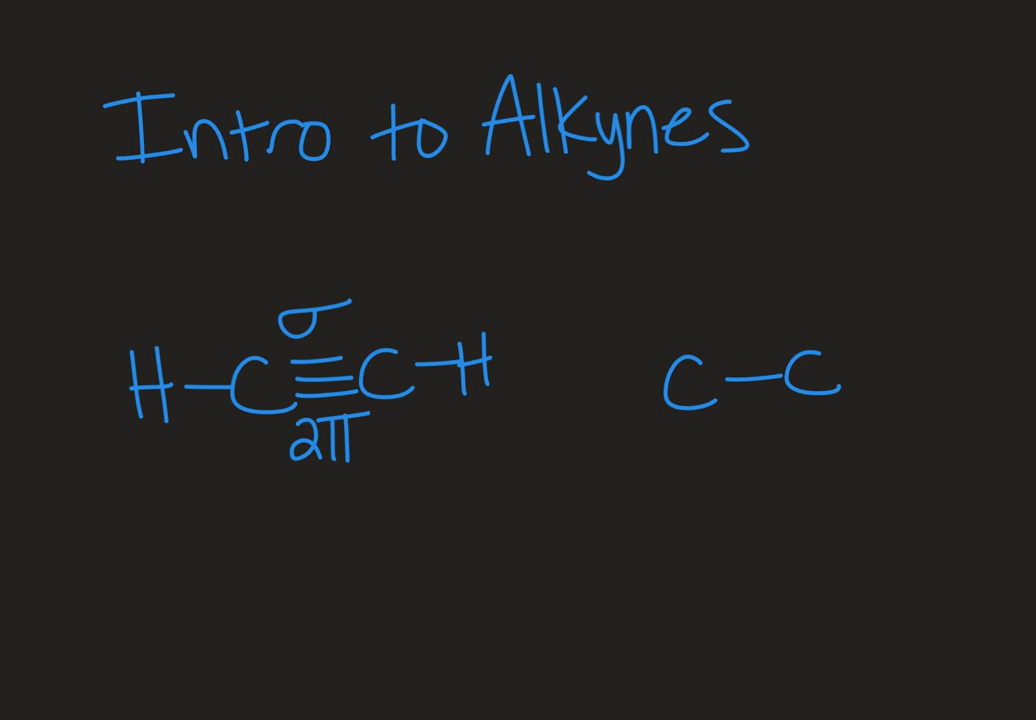 Intro to Alkynes
σ
H-C≡C-H C-C
2π